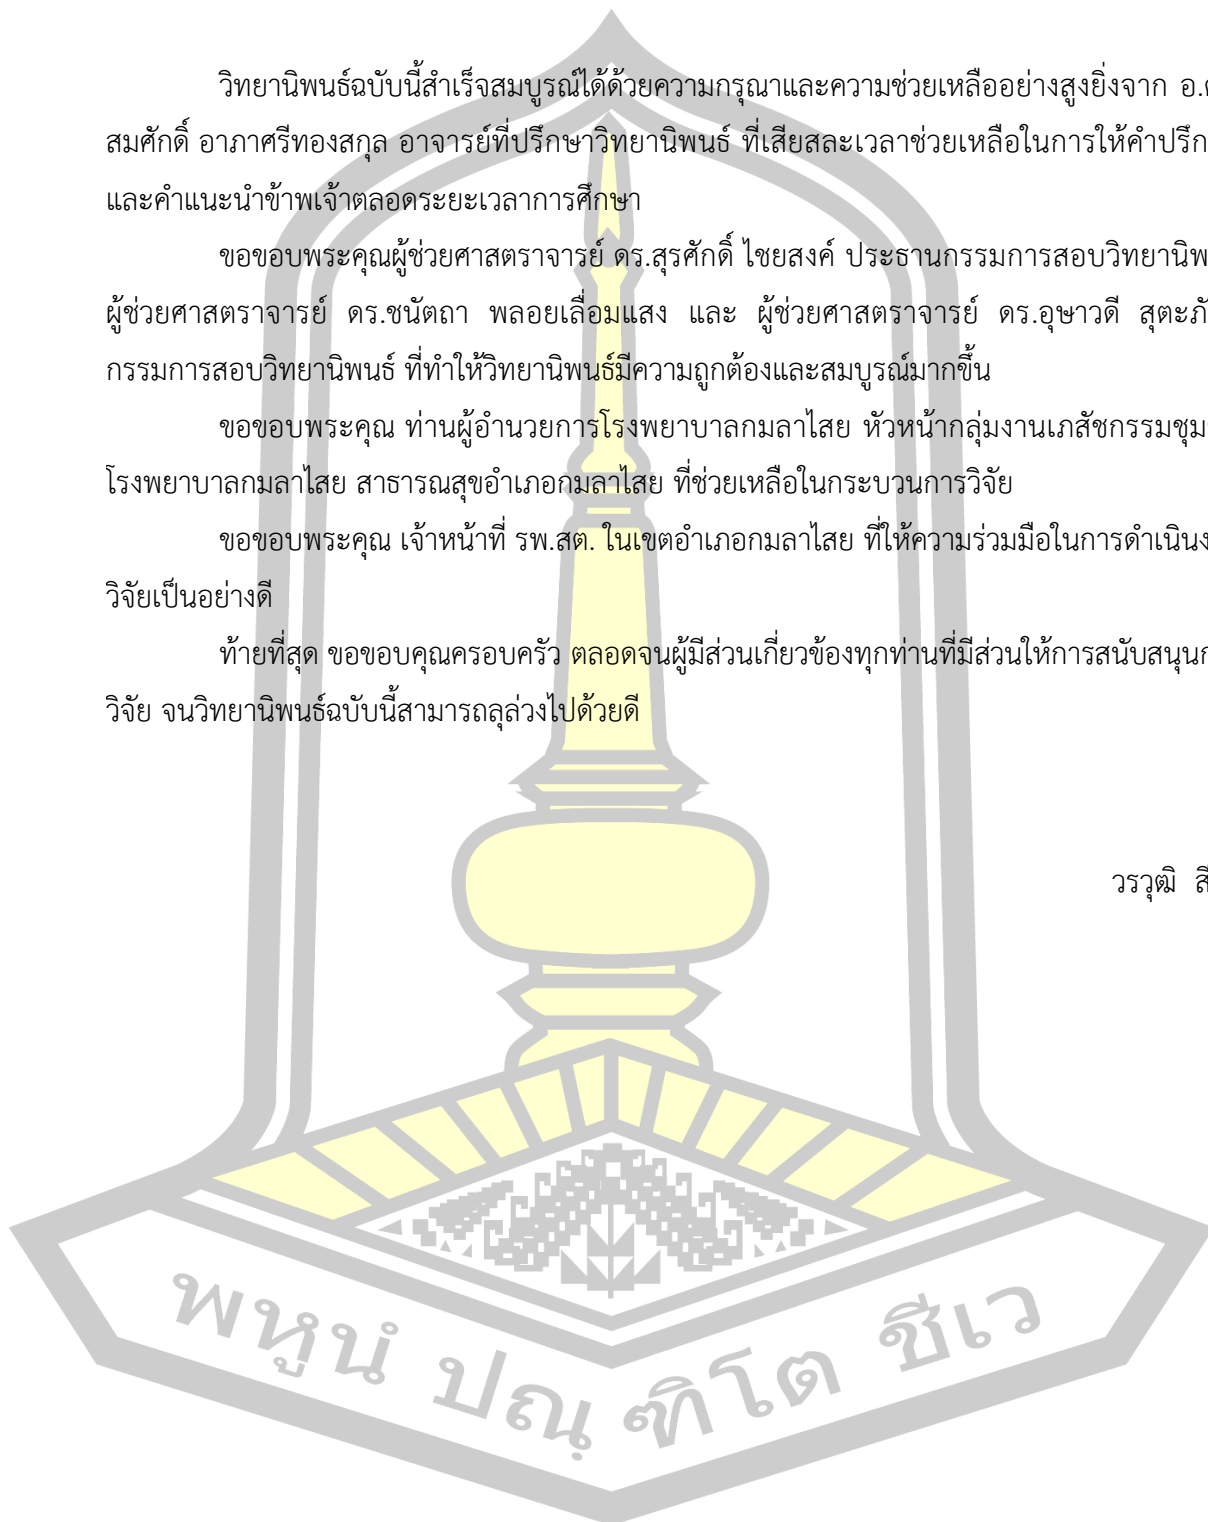 วิทยานิพนธ์ฉบับนี้สำเร็จสมบูรณ์ได้ด้วยความกรุณาและความช่วยเหลืออย่างสูงยิ่งจาก
สมศักดิ์ อาภาศรีทองสกุล อาจารย์ที่ปรึกษาวิทยานิพนธ์ ที่เสียสละเวลาช่วยเหลือในการให้
และคำแนะนำข้าพเจ้าตลอดระยะเวลาการศึกษา
ขอขอบพระคุณผู้ช่วยศาสตราจารย์ ดร.สุรศักดิ์ ไชยสงค์ ประธานกรรมการสอบ
ผู้ช่วยศาสตราจารย์ ดร.ชนัตถา พลอยเลื่อมแสง และ ผู้ช่วยศาสตราจารย์ ดร.อุษาวดี
กรรมการสอบวิทยานิพนธ์ ที่ทำให้วิทยานิพนธ์มีความถูกต้องและสมบูรณ์มากขึ้น
ขอขอบพระคุณ ท่านผู้อำนวยการโรงพยาบาลกมลาไสย หัวหน้ากลุ่มงานเภสัชกรรม
โรงพยาบาลกมลาไสย สาธารณสุขอำเภอกมลาไสย ที่ช่วยเหลือในกระบวนการวิจัย
ขอขอบพระคุณ เจ้าหน้าที่ รพ.สต. ในเขตอำเภอกมลาไสย ที่ให้ความร่วมมือในการดำเนิน
วิจัยเป็นอย่างดี
ท้ายที่สุด ขอขอบคุณครอบครัว ตลอดจนผู้มีส่วนเกี่ยวข้องทุกท่านที่มีส่วนให้การสนับสนุน
วิจัย จนวิทยานิพนธ์ฉบับนี้สามารถลุล่วงไปด้วยดี
วรวุฒิ
พหูนํ ปณฺฑิโต ชีเว